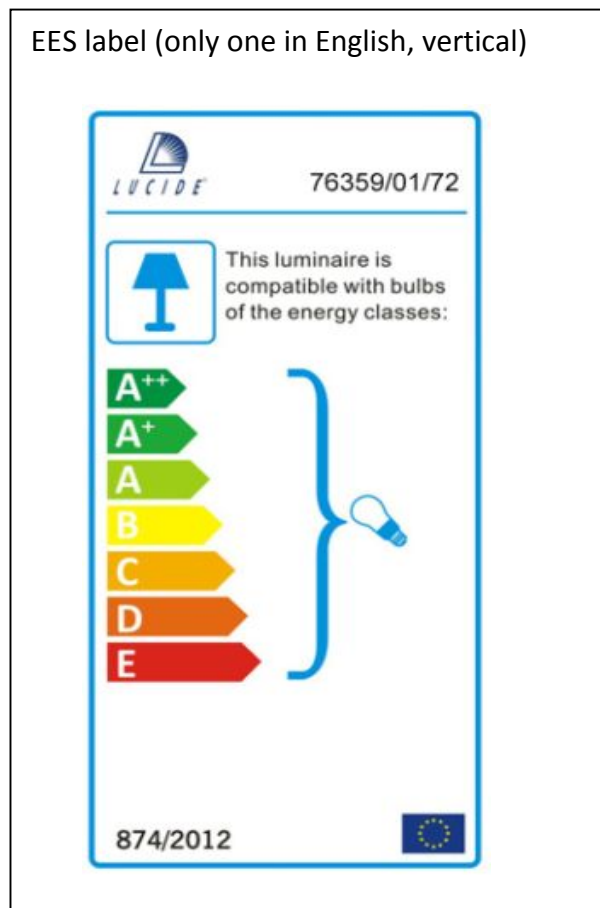 EES label (only one in English, vertical)
LUCIDE
76359/01/72
This luminaire is
compatible with bulbs
of the energy classes:
A++
A+
A
B
C
D
E
874/2012